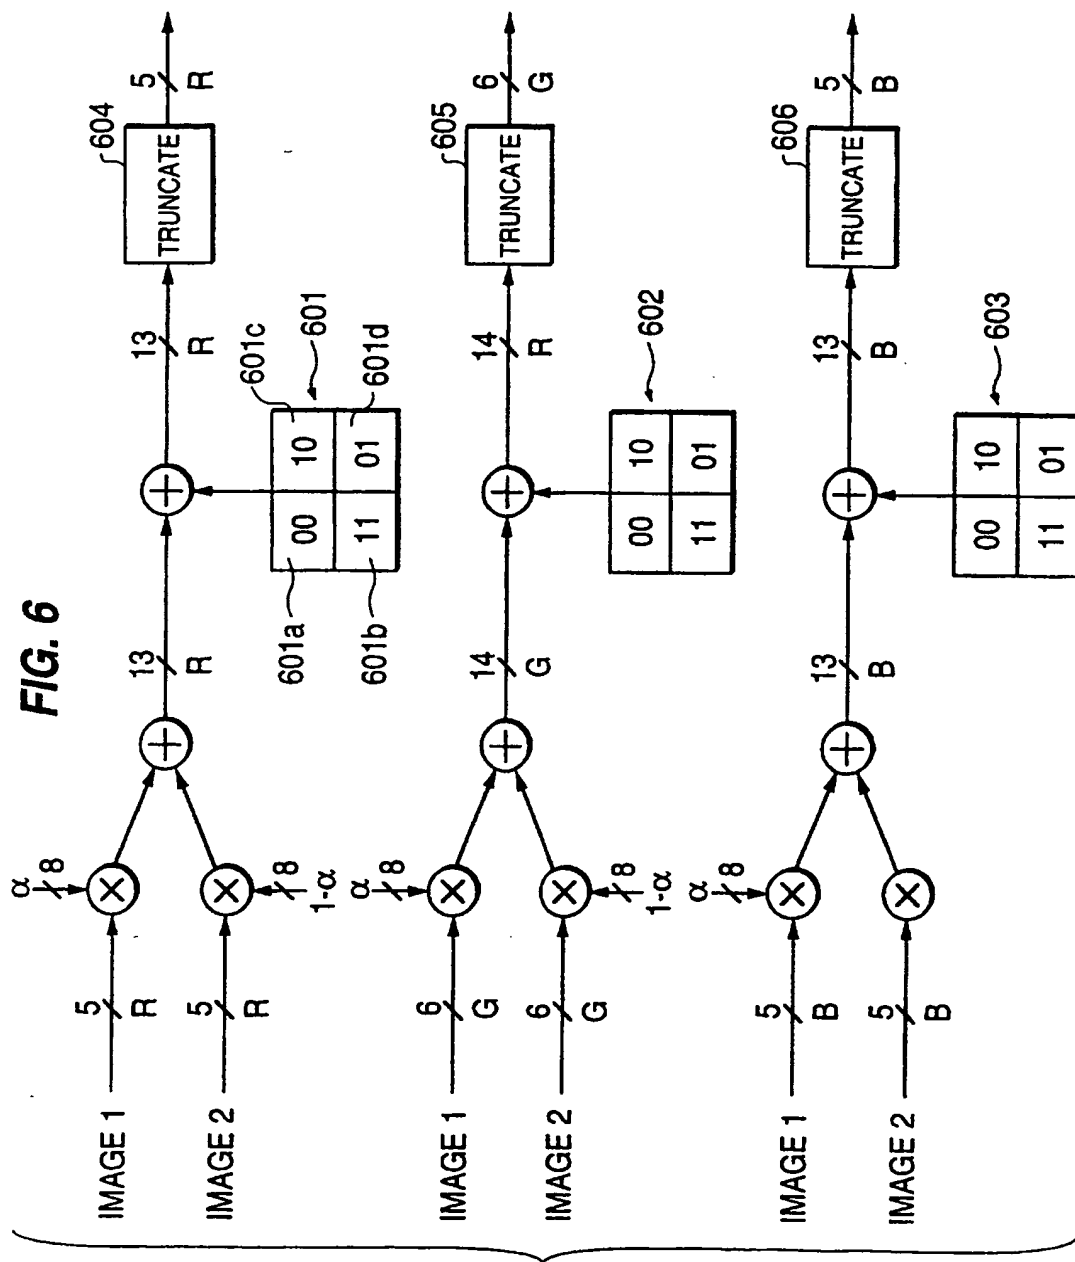 FIG. 6
α
8
IMAGE 1
5
R
13
R
13
R
604
TRUNCATE
5
R
IMAGE 2
5
R
8
1-α
601a
00
10
601c
601
601b
11
01
601d
α
8
IMAGE 1
6
G
14
G
14
R
605
TRUNCATE
6
G
IMAGE 2
6
G
8
1-α
00
10
602
11
01
α
8
IMAGE 1
5
B
13
B
13
B
606
TRUNCATE
5
B
IMAGE 2
5
B
00
10
603
11
01